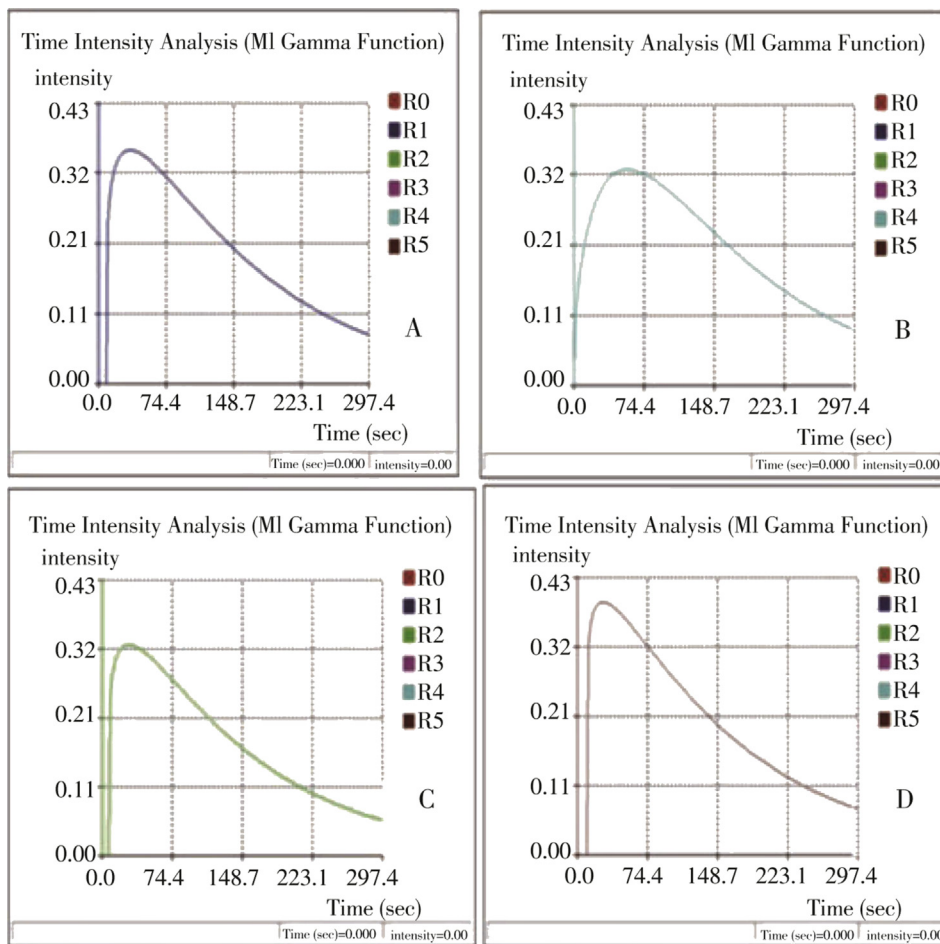 Time Intensity Analysis (Ml Gamma Function)
intensity
0.43
0.32
0.21
0.11
0.00
0.0 74.4 148.7 223.1 297.4
Time (sec)
R0
R1
R2
R3
R4
R5
A
Time (sec)=0.000 intensity=0.00
Time Intensity Analysis (Ml Gamma Function)
intensity
0.43
0.32
0.21
0.11
0.00
0.0 74.4 148.7 223.1 297.4
Time (sec)
R0
R1
R2
R3
R4
R5
B
Time (sec)=0.000 intensity=0.00
Time Intensity Analysis (Ml Gamma Function)
intensity
0.43
0.32
0.21
0.11
0.00
0.0 74.4 148.7 223.1 297.4
Time (sec)
R0
R1
R2
R3
R4
R5
C
Time (sec)=0.000 intensity=0.00
Time Intensity Analysis (Ml Gamma Function)
intensity
0.43
0.32
0.21
0.11
0.00
0.0 74.4 148.7 223.1 297.4
Time (sec)
R0
R1
R2
R3
R4
R5
D
Time (sec)=0.000 intensity=0.00